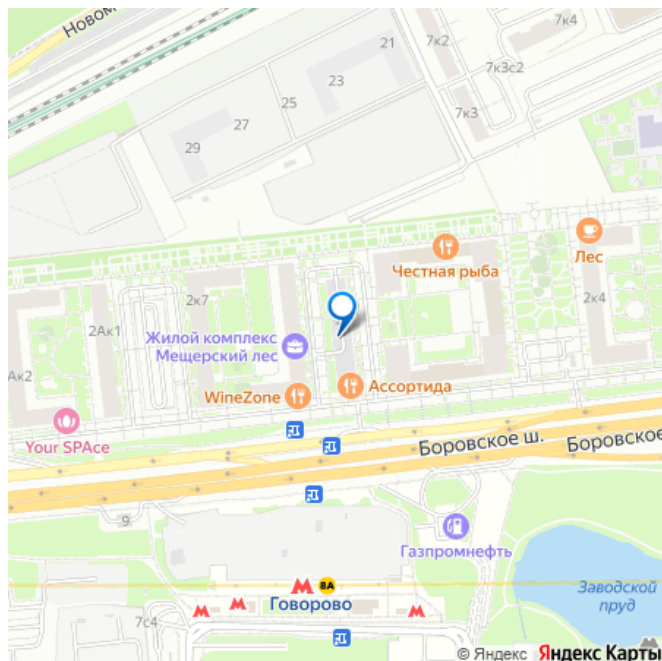 Новом
7к4
21
7к2
7к3с2
23
25
27
7к3
29
Лес
Честная рыба
2к7
2к4
2Ак1
Жилой комплекс
Мещерский лес
Ак2
WineZone
Ассортида
Your SPAce
Боровское ш.
Боровское
9
Газпромнефть
М
8А
Говорово
Заводской
пруд
7с4
© Яндекс Яндекс Карты